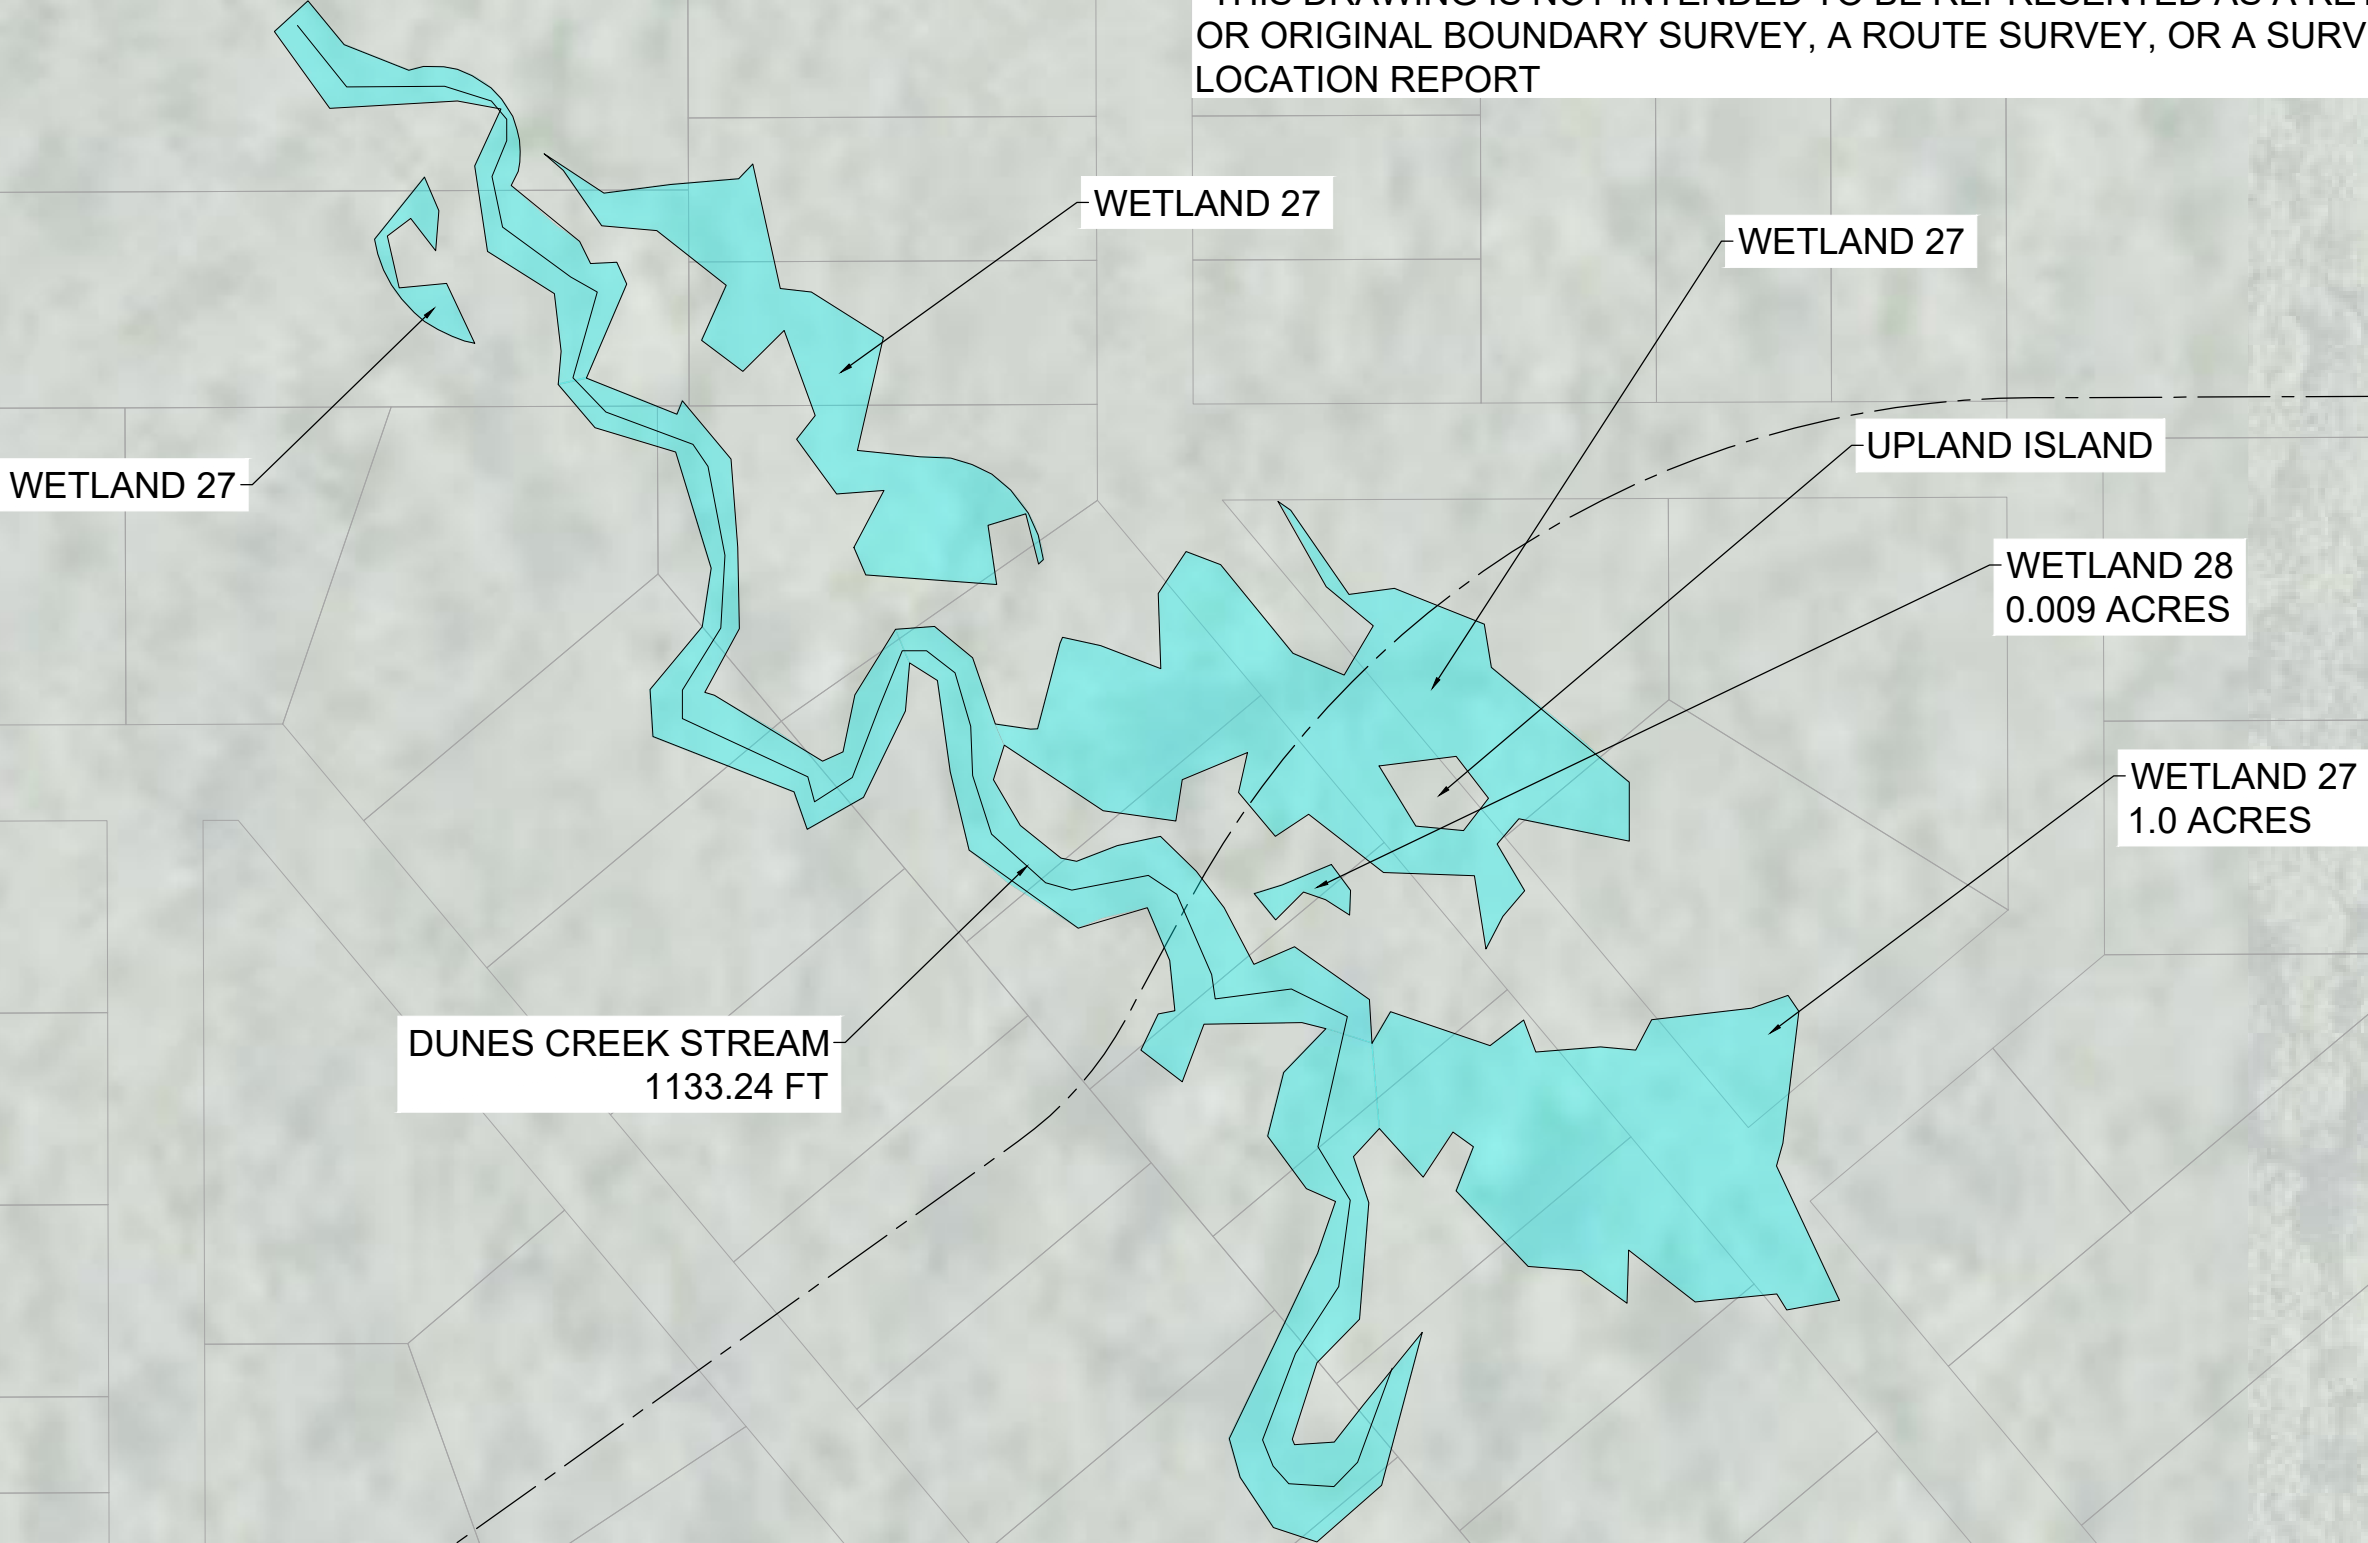 OR ORIGINAL BOUNDARY SURVEY, A ROUTE SURVEY, OR A
LOCATION REPORT
WETLAND 27
WETLAND 27
UPLAND ISLAND
WETLAND 27
WETLAND 28
0.009 ACRES
WETLAND 27
1.0 ACRES
DUNES CREEK STREAM
1133.24 FT